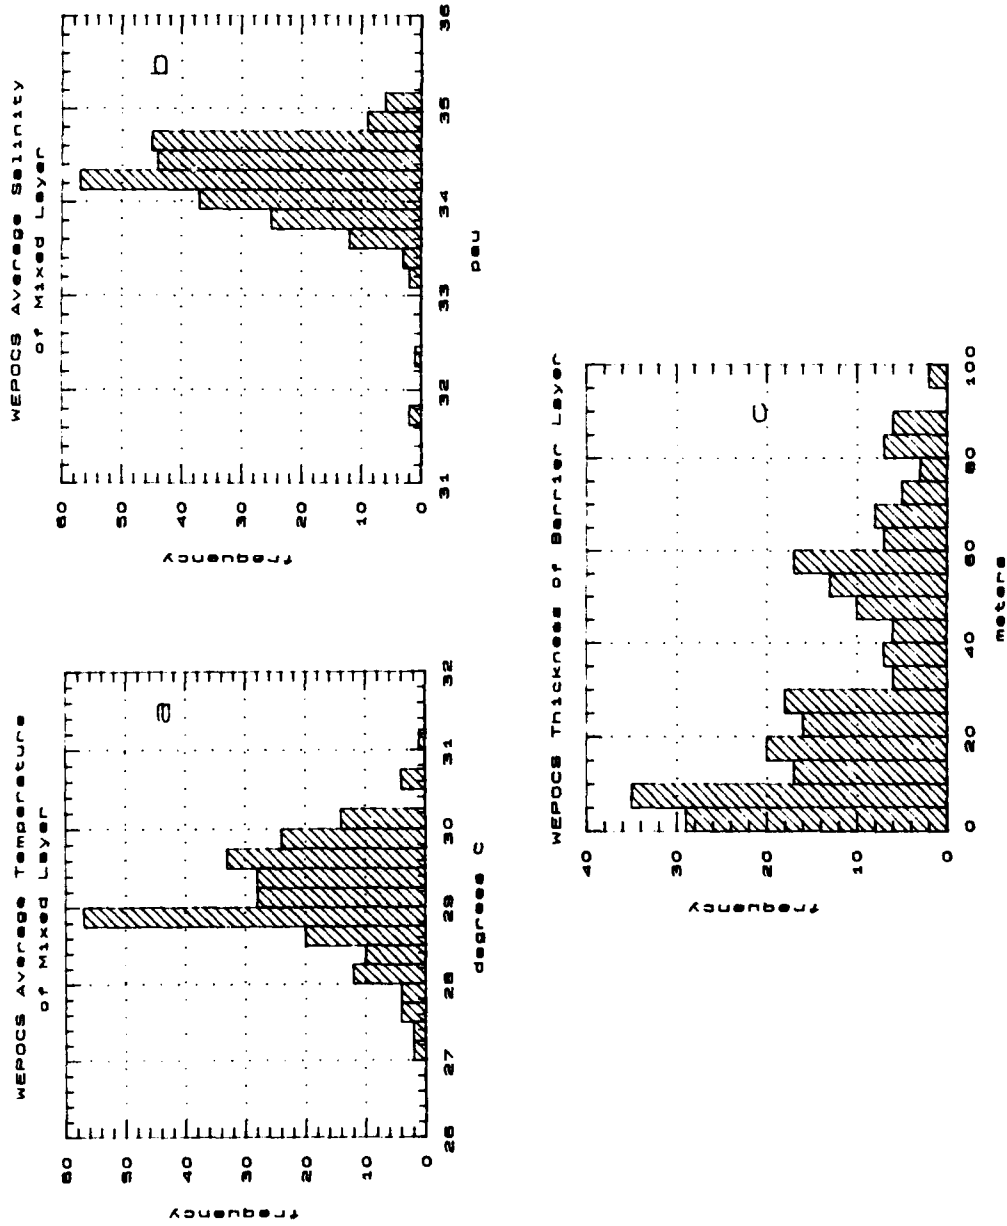 WEPOCS Average Temperature
of Mixed Layer
a
60
50
40
30
20
10
0
frequency
26
27
28
29
30
31
32
degrees C
WEPOCS Average Salinity
of Mixed Layer
b
60
50
40
30
20
10
0
frequency
31
32
33
34
35
36
psu
WEPOCS Thickness of Barrier Layer
c
40
30
20
10
0
frequency
0
20
40
60
80
100
meters